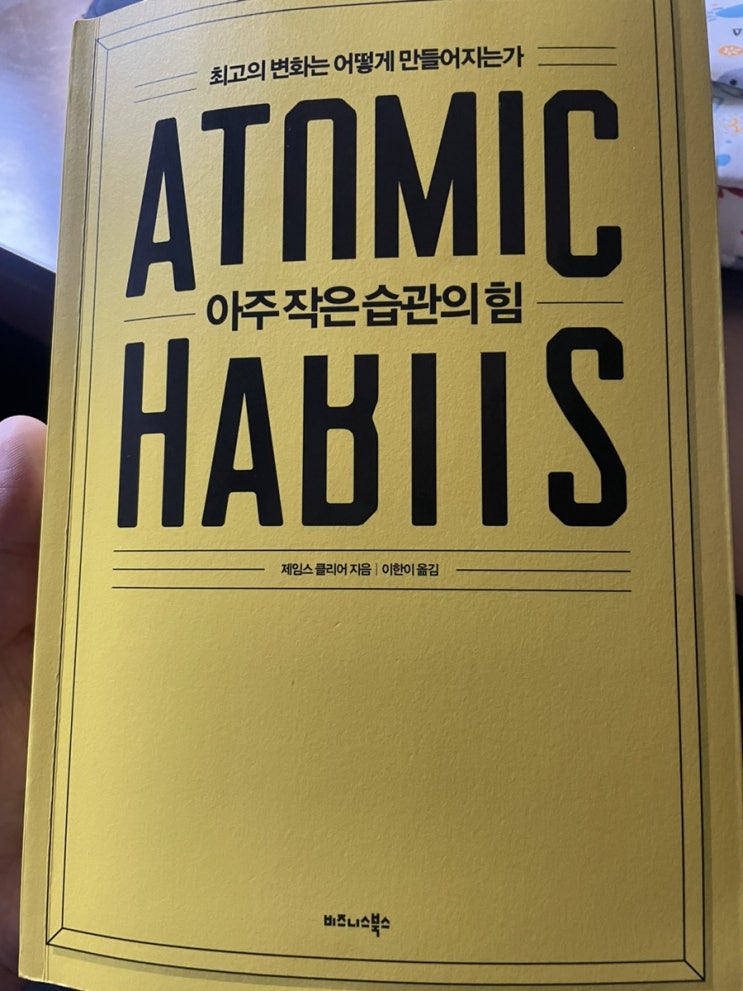 최고의 변화는 어떻게 만들어지는가
ATOMIC
아주 작은 습관의 힘
HABITS
제임스 클리어 지음 | 이한이 옮김
비즈니스북스